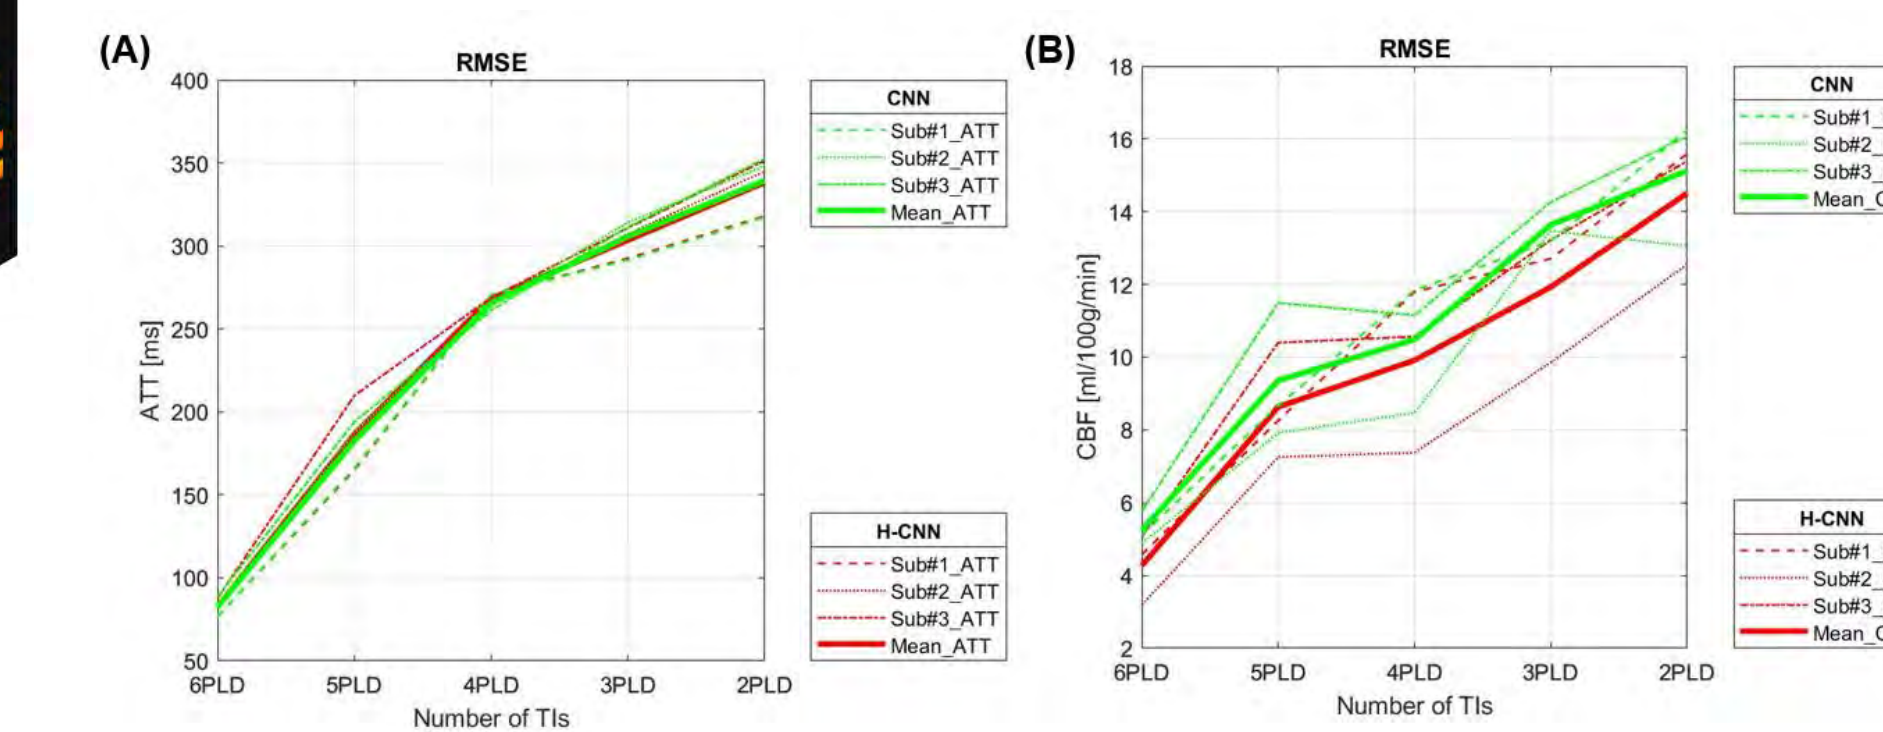 (A)
RMSE
400
350
300
250
200
150
100
50
ATT [ms]
6PLD 5PLD 4PLD 3PLD 2PLD
Number of TIs
CNN
Sub#1_ATT
Sub#2_ATT
Sub#3_ATT
Mean_ATT
H-CNN
Sub#1_ATT
Sub#2_ATT
Sub#3_ATT
Mean_ATT
(B)
RMSE
18
16
14
12
10
8
6
4
2
CBF [ml/100g/min]
6PLD 5PLD 4PLD 3PLD 2PLD
Number of TIs
CNN
Sub#1_
Sub#2_
Sub#3_
Mean_
H-CNN
Sub#1_
Sub#2_
Sub#3_
Mean_